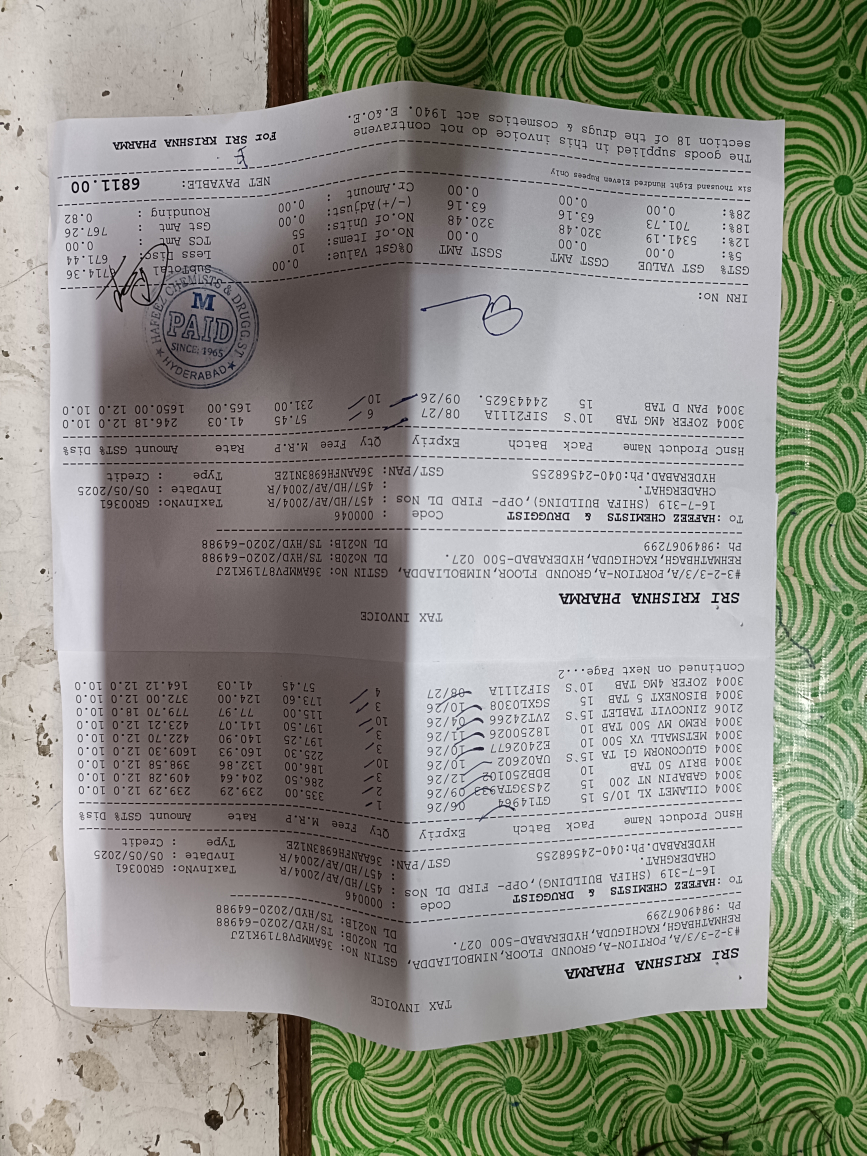 TAX INVOICE
SRI KRISHNA PHARMA
#3-2-3/3/A, PORTION-A, GROUND FLOOR, NIMBOLIADDA, GSTIN No: 36AWMPV8719K1ZJ
REHMATHBAGH, KACHIGUDA, HYDERABAD-500 027. DL No20B: TS/HYD/2020-64988
Ph :9849067299 DL No21B: TS/HYD/2020-64988
To :HAFEEZ CHEMISTS & DRUGGIST Code : 000046
16-7-319 (SHIFA BUILDING), OPP- FIRD DL Nos : 457/HD/AP/2004/R TaxInvNo: GR00361
CHADERGHAT. : 457/HD/AP/2004/R InvDate : 05/05/2025
HYDERABAD.Ph:040-24568255 GST/PAN: 36AANFH6983N1ZE Type : Credit
Hsnc Product Name Pack Batch Expriy Qty Free M.R.P Rate Amount GST% Dis%
3004 CILAHET XL 10/5 15 GT14964 06/26 1 335.00 239.29 239.29 12.0 10.0
3004 GABAPIN NT 200 15 2453GTA933 09/26 2 286.50 204.64 409.28 12.0 10.0
3004 BRIV 50 TAB 10 BDB250102 12/26 3 186.00 132.86 398.58 12.0 10.0
3004 GLUCONORM G1 TA 15'S UA02602 10/26 10 225.30 160.93 1609.30 12.0 10.0
3004 METSMALL VX 500 10 E2402677 10/26 3 197.25 140.90 422.70 12.0 10.0
3004 REMO MV 500 TAB 10 18250026 11/26 3 197.50 141.07 423.21 12.0 10.0
2106 ZINCOVIT TABLET 15'S ZVTZ4266 04/26 10 115.00 77.97 779.70 18.0 10.0
3004 BISONEXT 5 TAB 15 SGXL0308 10/26 3 173.60 124.00 372.00 12.0 10.0
3004 ZOFER 4MG TAB 10'S SIF2111A 08/27 4 57.45 41.03 164.12 12.0 10.0
Continued on Next Page...2
TAX INVOICE
SRI KRISHNA PHARMA
#3-2-3/3/A, PORTION-A, GROUND FLOOR, NIMBOLIADDA, GSTIN No: 36AWMPV8719K1ZJ
REHMATHBAGH, KACHIGUDA, HYDERABAD-500 027. DL No20B: TS/HYD/2020-64988
Ph :9849067299 DL No21B: TS/HYD/2020-64988
To :HAFEEZ CHEMISTS & DRUGGIST Code : 000046
16-7-319 (SHIFA BUILDING), OPP- FIRD DL Nos : 457/HD/AP/2004/R TaxInvNo: GR00361
CHADERGHAT. : 457/HD/AP/2004/R InvDate : 05/05/2025
HYDERABAD.Ph:040-24568255 GST/PAN: 36AANFH6983N1ZE Type : Credit
Hsnc Product Name Pack Batch Expriy Qty Free M.R.P Rate Amount GST% Dis%
3004 ZOFER 4MG TAB 10'S SIF2111A 08/27 6 57.45 41.03 246.18 12.0 10.0
3004 PAN D TAB 15 24443625. 09/26 10 231.00 165.00 1650.00 12.0 10.0
HAFEEZ CHEMISTS & DRUGGIST
M
PAID
SINCE: 1965
HYDERABAD
IRN No:
GST% GST VALUE CGST AMT SGST AMT 0%Gst Value: 0.00 SubTotal 6714.36
5%: 0.00 0.00 0.00 No.of Items: 10 Less Disc: 671.44
12%: 5341.19 320.48 320.48 No.of Units: 55 TCS Amt : 0.00
18%: 701.73 63.16 63.16 (-/+)Adjust: 0.00 Gst Amt : 767.26
28%: 0.00 0.00 0.00 Cr.Amount : 0.00 Rounding : 0.82
Six Thousand Eight Hundred Eleven Rupees Only NET PAYABLE: 6811.00
The goods supplied in this invoice do not contravene
section 18 of the drugs & cosmetics act 1940. E.&O.E. For SRI KRISHNA PHARMA